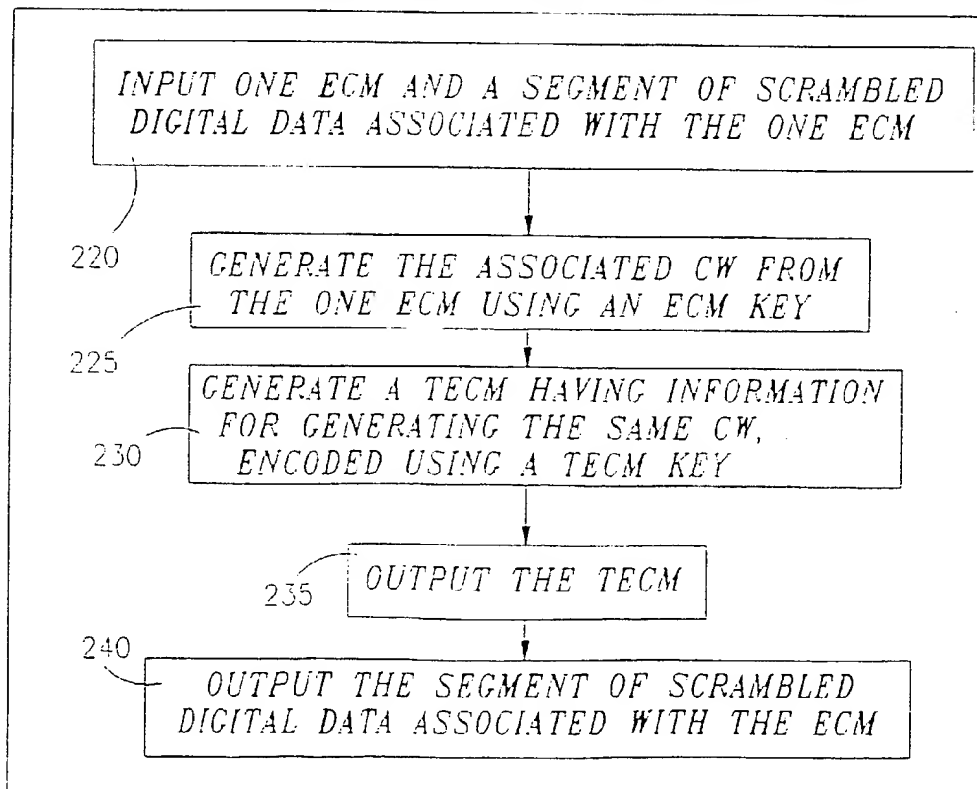 INPUT ONE ECM AND A SEGMENT OF SCRAMBLED
DIGITAL DATA ASSOCIATED WITH THE ONE ECM
220
GENERATE THE ASSOCIATED CW FROM
THE ONE ECM USING AN ECM KEY
225
GENERATE A TECM HAVING INFORMATION
FOR GENERATING THE SAME CW,
ENCODED USING A TECM KEY
230
OUTPUT THE TECM
235
240
OUTPUT THE SEGMENT OF SCRAMBLED
DIGITAL DATA ASSOCIATED WITH THE ECM